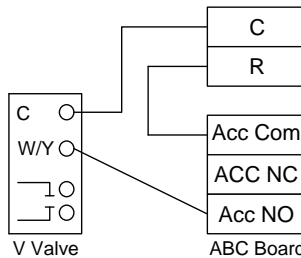 C
R
C
W/Y
Acc Com
ACC NC
Acc NO
V Valve
ABC Board